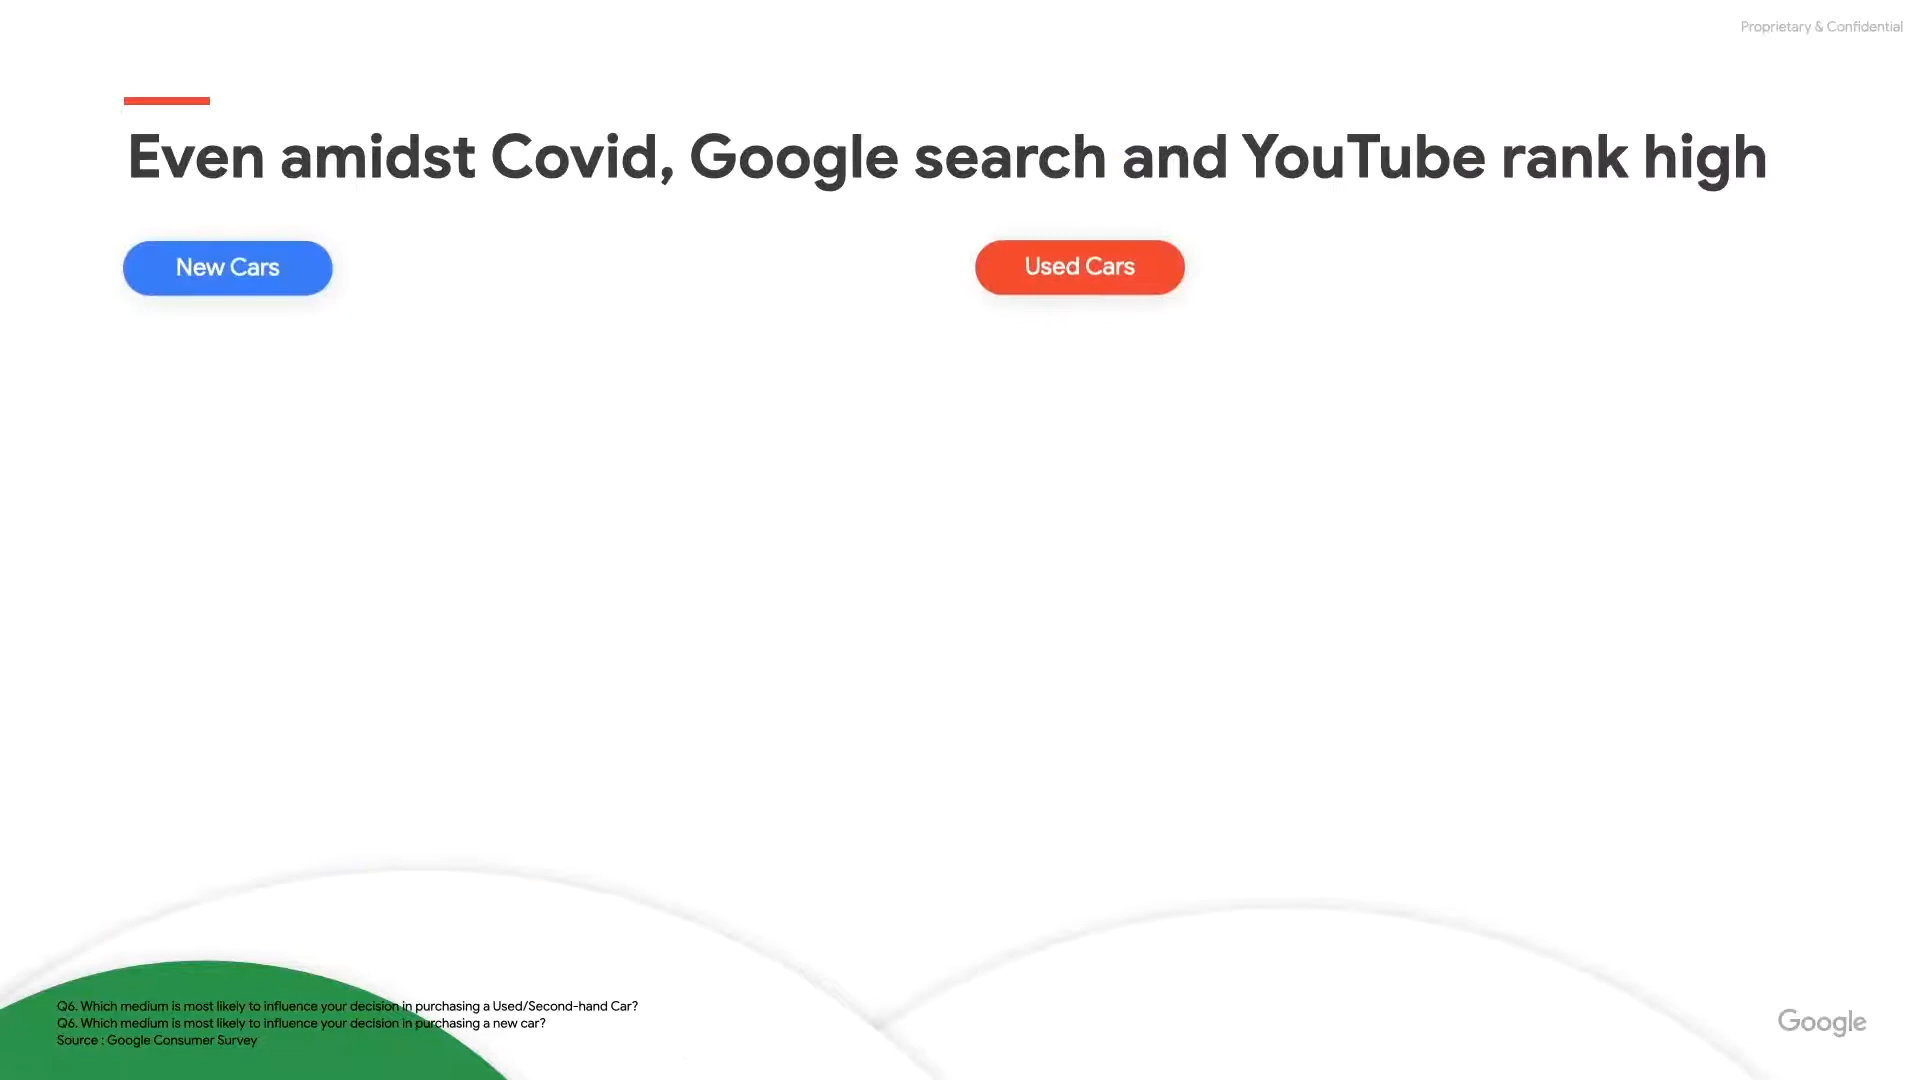 Proprietary & Confidential
Even amidst Covid, Google search and YouTube rank high
New Cars
Used Cars
Q6. Which medium is most likely to influence your decision in purchasing a Used/Second-hand Car?
Q6. Which medium is most likely to influence your decision in purchasing a new car?
Source : Google Consumer Survey
Google